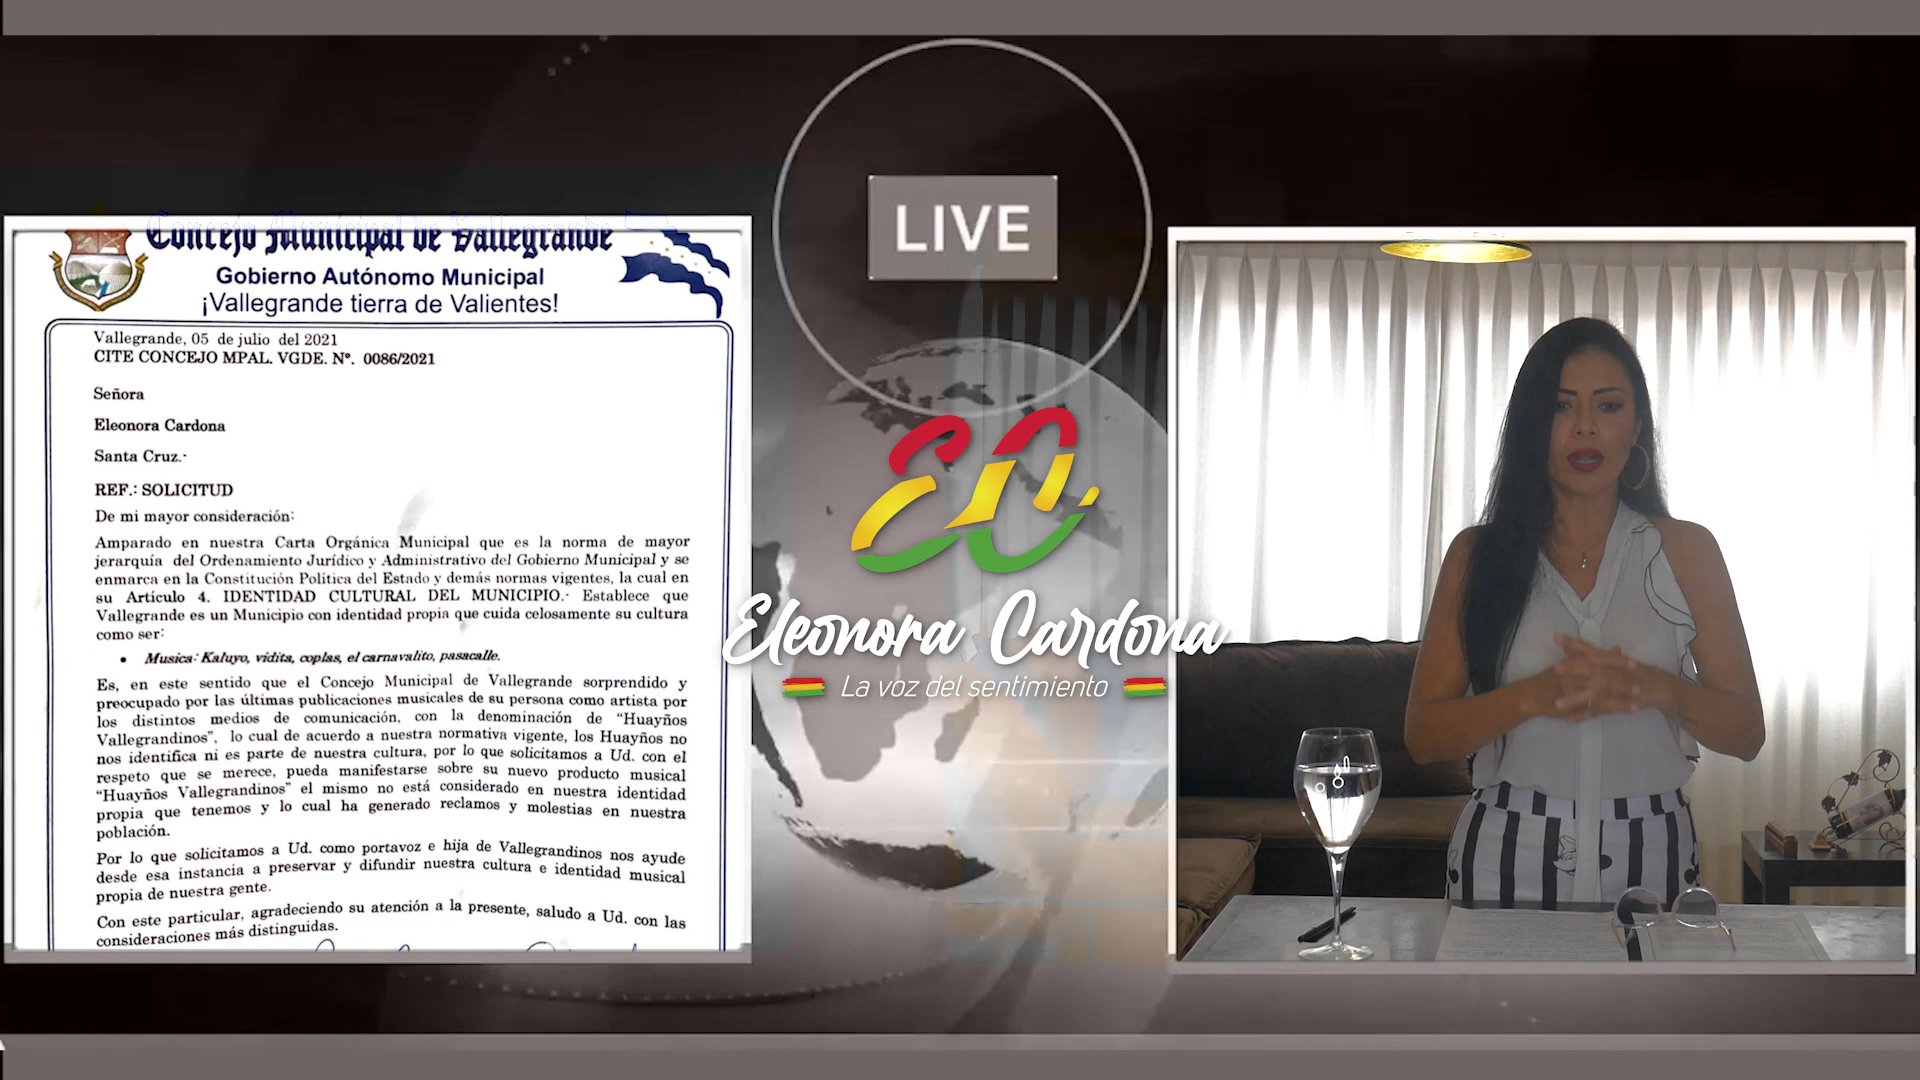 Concejo Municipal de Vallegrande
Gobierno Autónomo Municipal
¡Vallegrande tierra de Valientes!
Vallegrande, 05 de julio del 2021
CITE CONCEJO MPAL. VGDE. Nº. 0086/2021
Señora
Eleonora Cardona
Santa Cruz.-
REF.: SOLICITUD
De mi mayor consideración:
Amparado en nuestra Carta Orgánica Municipal que es la norma de mayor
jerarquía del Ordenamiento Jurídico y Administrativo del Gobierno Municipal y se
enmarca en la Constitución Política del Estado y demás normas vigentes, la cual en
su Artículo 4. IDENTIDAD CULTURAL DEL MUNICIPIO.- Establece que
Vallegrande es un Municipio con identidad propia que cuida celosamente su cultura
como ser:
• Musica: Kaluyo, vidita, coplas, el carnavalito, pasacalle.
Es, en este sentido que el Concejo Municipal de Vallegrande sorprendido y
preocupado por las últimas publicaciones musicales de su persona como artista por
los distintos medios de comunicación, con la denominación de “Huayños
Vallegrandinos”, lo cual de acuerdo a nuestra normativa vigente, los Huayños no
nos identifica ni es parte de nuestra cultura, por lo que solicitamos a Ud. con el
respeto que se merece, pueda manifestarse sobre su nuevo producto musical
“Huayños Vallegrandinos” el mismo no está considerado en nuestra identidad
propia que tenemos y lo cual ha generado reclamos y molestias en nuestra
población.
Por lo que solicitamos a Ud. como portavoz e hija de Vallegrandinos nos ayude
desde esa instancia a preservar y difundir nuestra cultura e identidad musical
propia de nuestra gente.
Con este particular, agradeciendo su atención a la presente, saludo a Ud. con las
consideraciones más distinguidas.
LIVE
EC
Eleonora Cardona
La voz del sentimiento